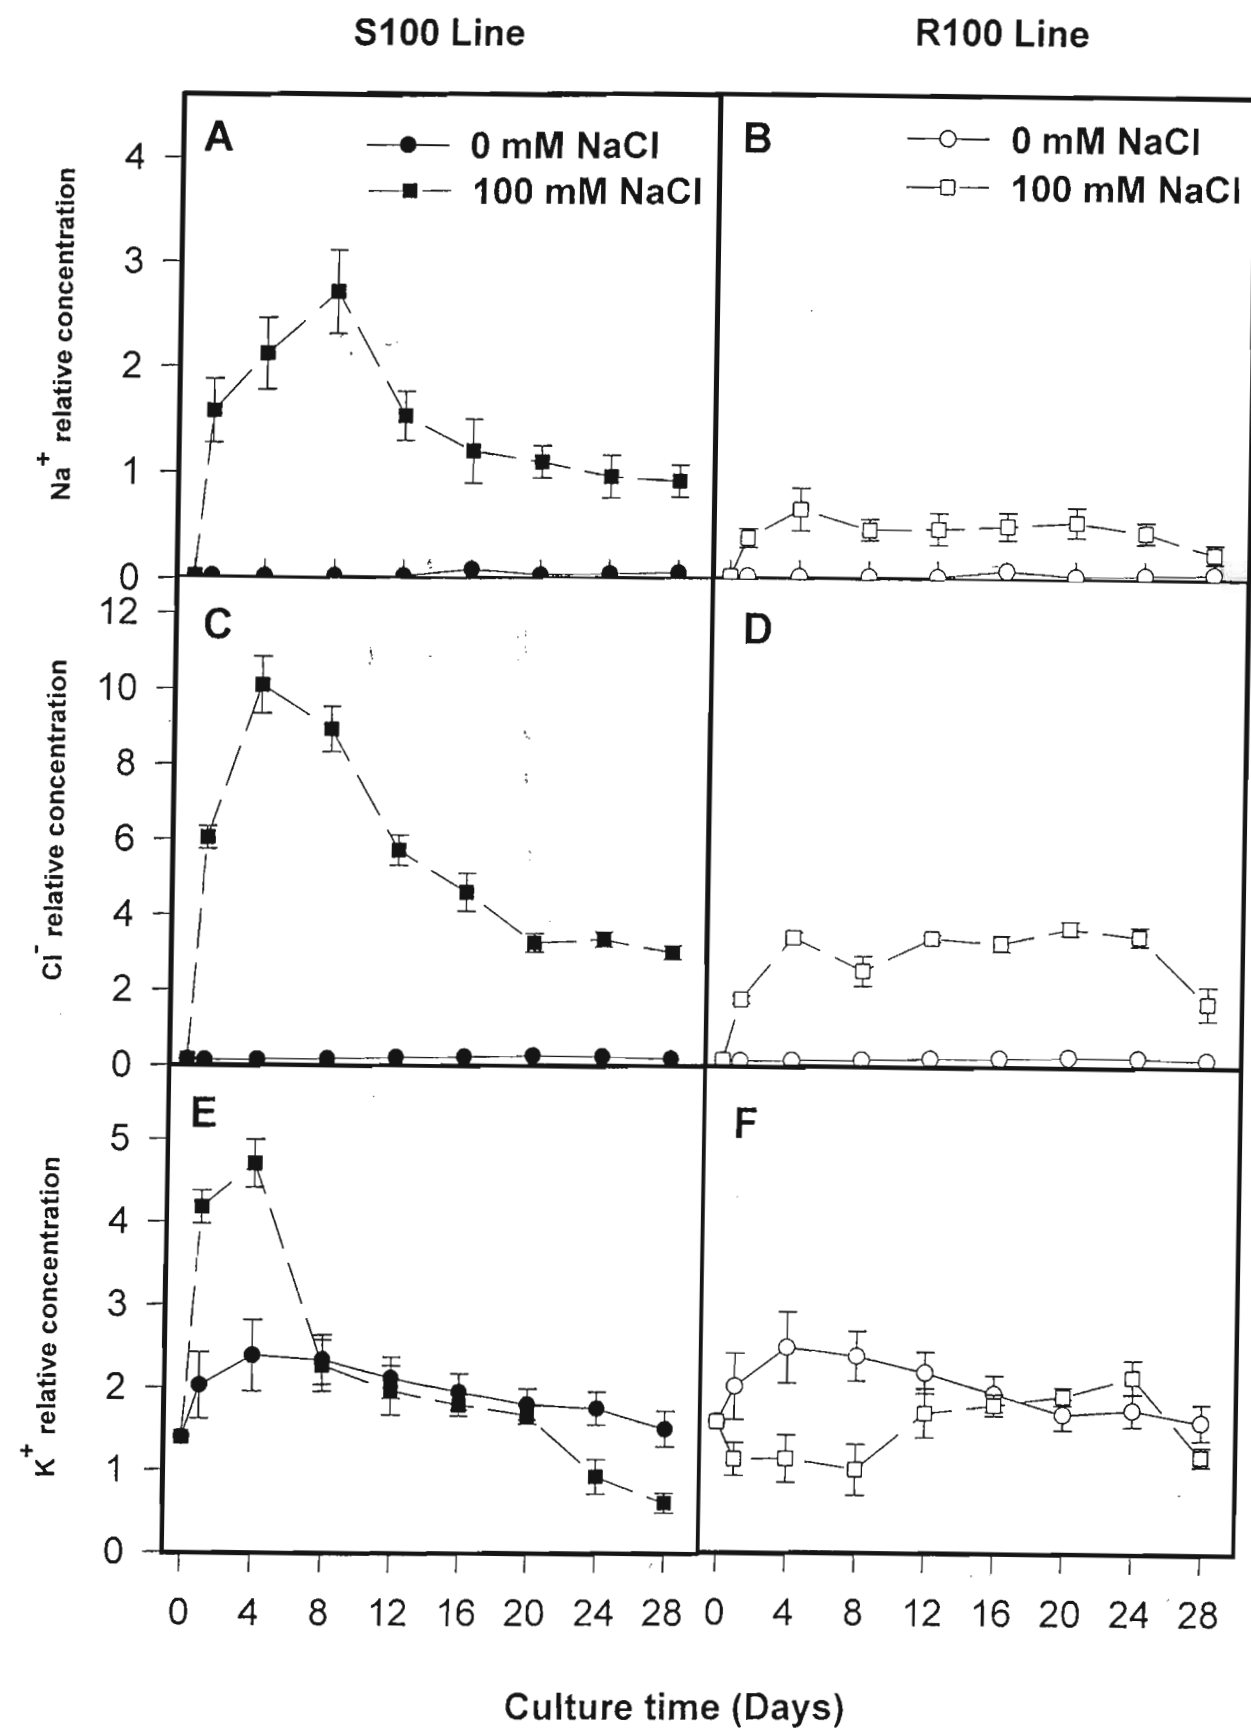 S100 Line
R100 Line
A
0 mM NaCl
100 mM NaCl
B
0 mM NaCl
100 mM NaCl
Na+ relative concentration
4
3
2
1
0
C
D
Cl- relative concentration
12
10
8
6
4
2
0
E
F
K+ relative concentration
5
4
3
2
1
0
0 4 8 12 16 20 24 28
0 4 8 12 16 20 24 28
Culture time (Days)